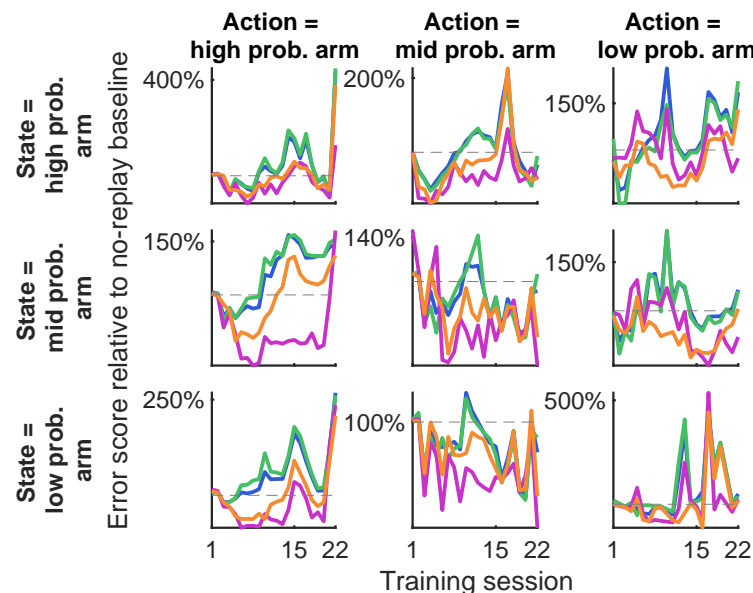 Action =
high prob. arm
Action =
mid prob. arm
Action =
low prob. arm
State =
high prob.
arm
State =
mid prob.
arm
State =
low prob.
arm
Error score relative to no-replay baseline
400%
200%
150%
150%
140%
150%
250%
100%
500%
1
15
22
1
15
22
1
15
22
Training session